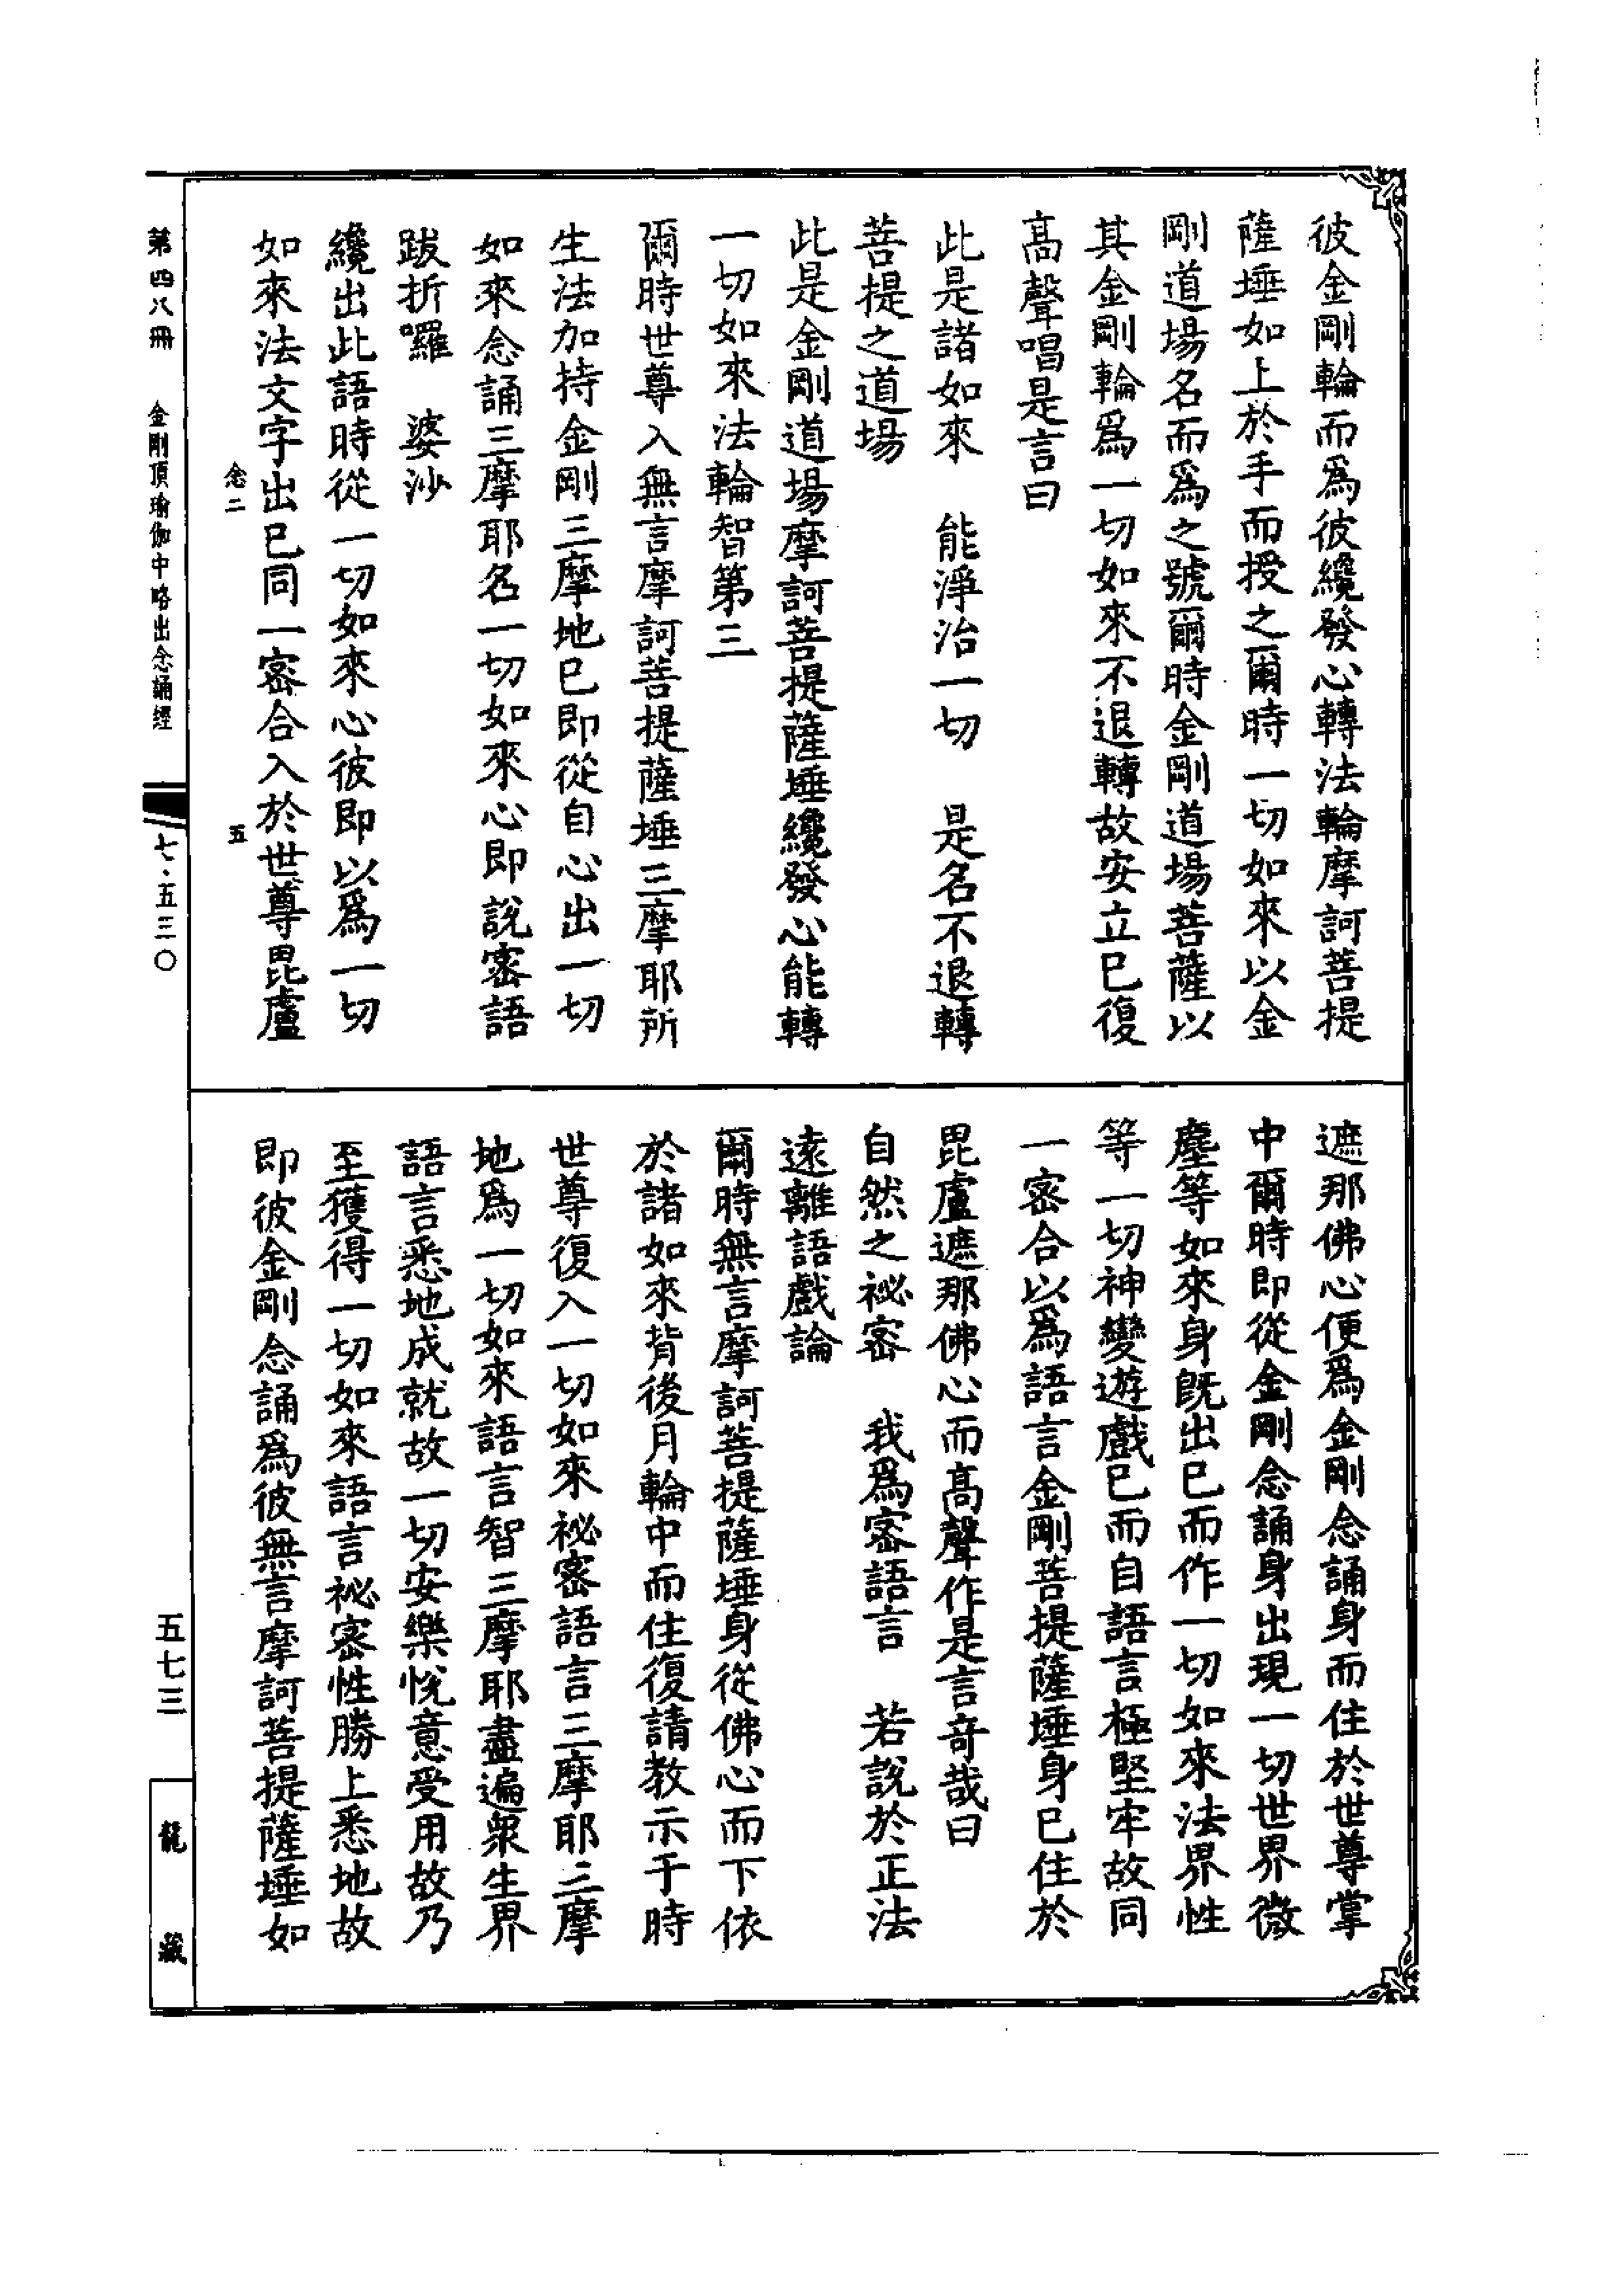 彼金剛輪而爲彼纔發心轉法輪摩訶菩提
薩埵如上於手而授之爾時一切如來以金
剛道場名而爲之號爾時金剛道場菩薩以
其金剛輪爲一切如來不退轉故安立已復
高聲唱是言曰
此是諸如來　能淨治一切　是名不退轉
菩提之道場
此是金剛道場摩訶菩提薩埵纔發心能轉
一切如來法輪智第三
爾時世尊入無言摩訶菩提薩埵三摩耶所
生法加持金剛三摩地已即從自心出一切
如來念誦三摩耶名一切如來心即說密語
跋折囉　婆沙
纔出此語時從一切如來心彼即以爲一切
如來法文字出已同一密合入於世尊毘盧
遮那佛心便爲金剛念誦身而住於世尊掌
中爾時即從金剛念誦身出現一切世界微
塵等如來身既出已而作一切如來法界性
等一切神變遊戲已而自語言極堅牢故同
一密合以爲語言金剛菩提薩埵身已住於
毘盧遮那佛心而高聲作是言奇哉曰
自然之祕密　我爲密語言　若說於正法
遠離語戲論
爾時無言摩訶菩提薩埵身從佛心而下依
於諸如來背後月輪中而住復請教示于時
世尊復入一切如來祕密語言三摩耶三摩
地爲一切如來語言智三摩耶盡遍衆生界
語言悉地成就故一切安樂悅意受用故乃
至獲得一切如來語言祕密性勝上悉地故
即彼金剛念誦爲彼無言摩訶菩提薩埵如
念二
五
第四八冊　金剛頂瑜伽中略出念誦經
七、五三〇
五七三
龍藏